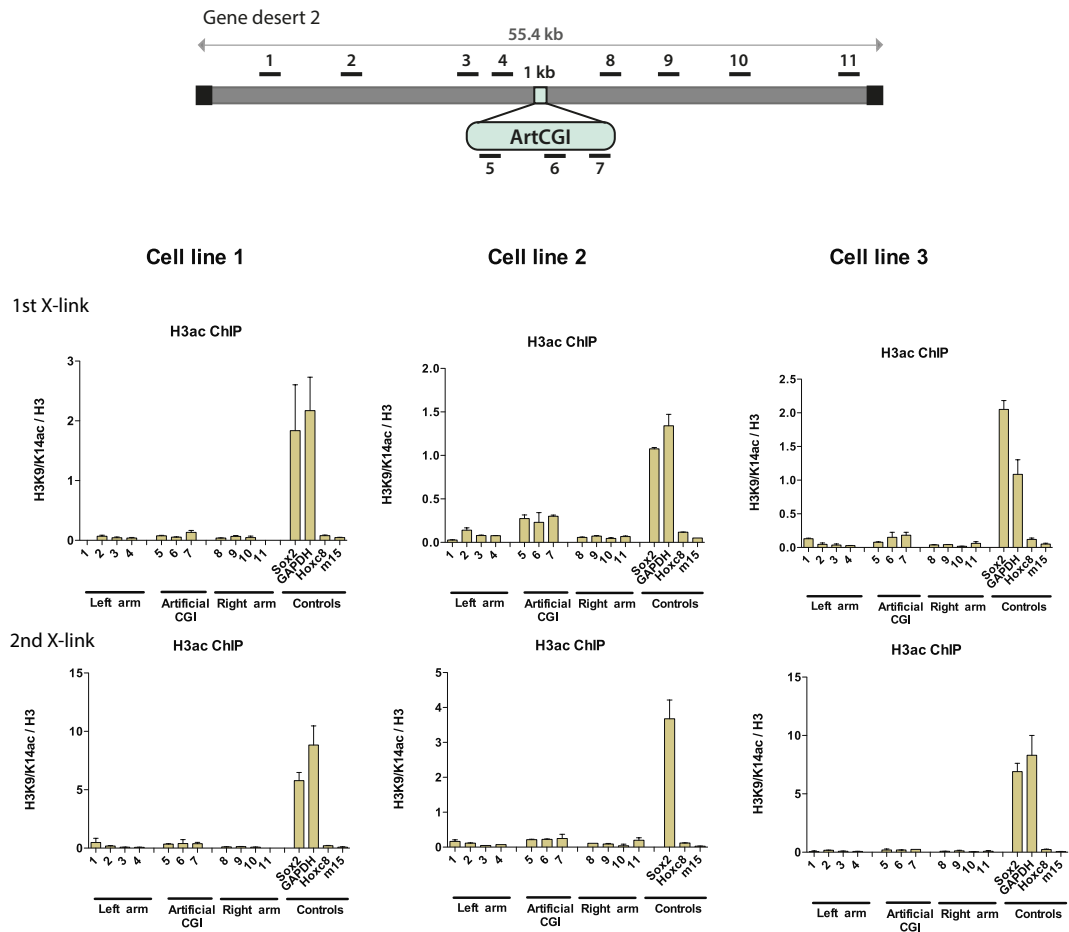 Gene desert 2
55.4 kb
1 2 3 4 8 9 10 11
1 kb
ArtCGI
5 6 7
Cell line 1 Cell line 2 Cell line 3
1st X-link
H3ac ChIP
H3K9/K14ac / H3
3
2
1
0
1 2 3 4 5 6 7 8 9 10 11 Sox2 GAPDH Hoxc8 m15
Left arm Artificial CGI Right arm Controls
H3ac ChIP
H3K9/K14ac / H3
2.0
1.5
1.0
0.5
0.0
1 2 3 4 5 6 7 8 9 10 11 Sox2 GAPDH Hoxc8 m15
Left arm Artificial CGI Right arm Controls
H3ac ChIP
H3K9/K14ac / H3
2.5
2.0
1.5
1.0
0.5
0.0
1 2 3 4 5 6 7 8 9 10 11 Sox2 GAPDH Hoxc8 m15
Left arm Artificial CGI Right arm Controls
2nd X-link
H3ac ChIP
H3K9/K14ac / H3
15
10
5
0
1 2 3 4 5 6 7 8 9 10 11 Sox2 GAPDH Hoxc8 m15
Left arm Artificial CGI Right arm Controls
H3ac ChIP
H3K9/K14ac / H3
5
4
3
2
1
0
1 2 3 4 5 6 7 8 9 10 11 Sox2 Hoxc8 m15
Left arm Artificial CGI Right arm Controls
H3ac ChIP
H3K9/K14ac / H3
15
10
5
0
1 2 3 4 5 6 7 8 9 10 11 Sox2 GAPDH Hoxc8 m15
Left arm Artificial CGI Right arm Controls